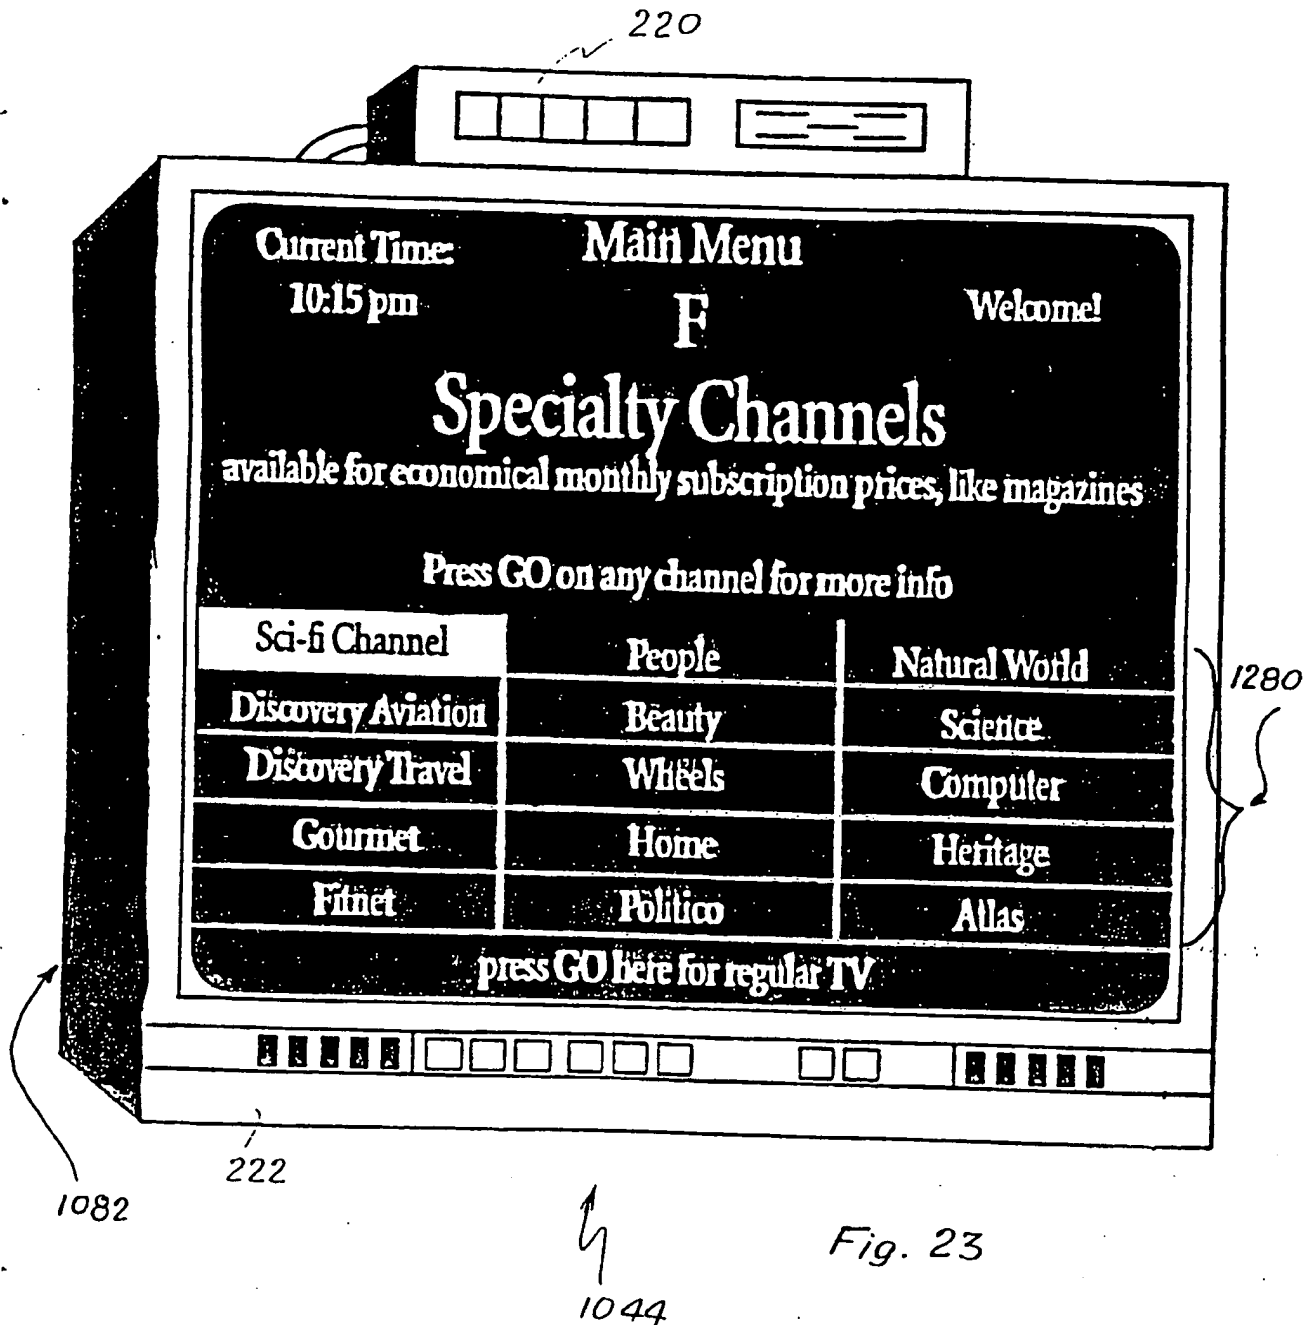 220
Current Time:
Main Menu
10:15 pm
F
Welcome!
Specialty Channels
available for economical monthly subscription prices, like magazines
Press GO on any channel for more info
Sci-fi Channel
People
Natural World
1280
Discovery Aviation
Beauty
Science
Discovery Travel
Wheels
Computer
Gourmet
Home
Heritage
Fitnet
Politico
Atlas
press GO here for regular TV
222
1082
1044
Fig. 23